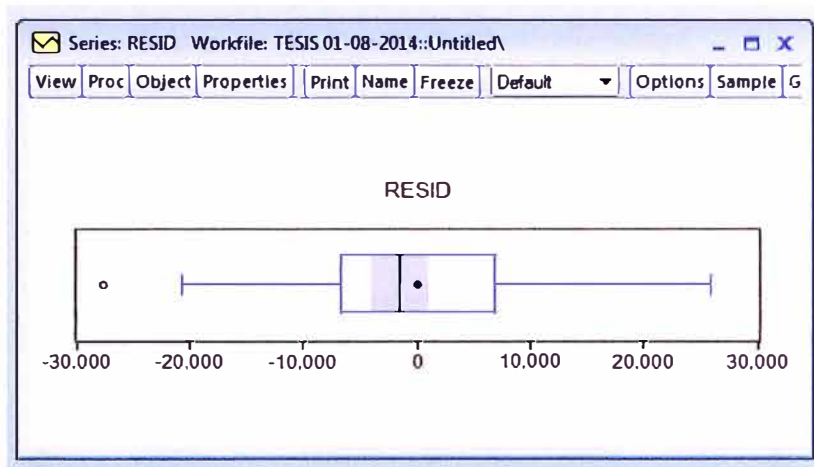 Series: RESID Workfile: TESIS 01-08-2014::Untitled\
View Proc Object Properties Print Name Freeze Default Options Sample G
RESID
-30.000 -20,000 -10,000 0 10,000 20.000 30.000